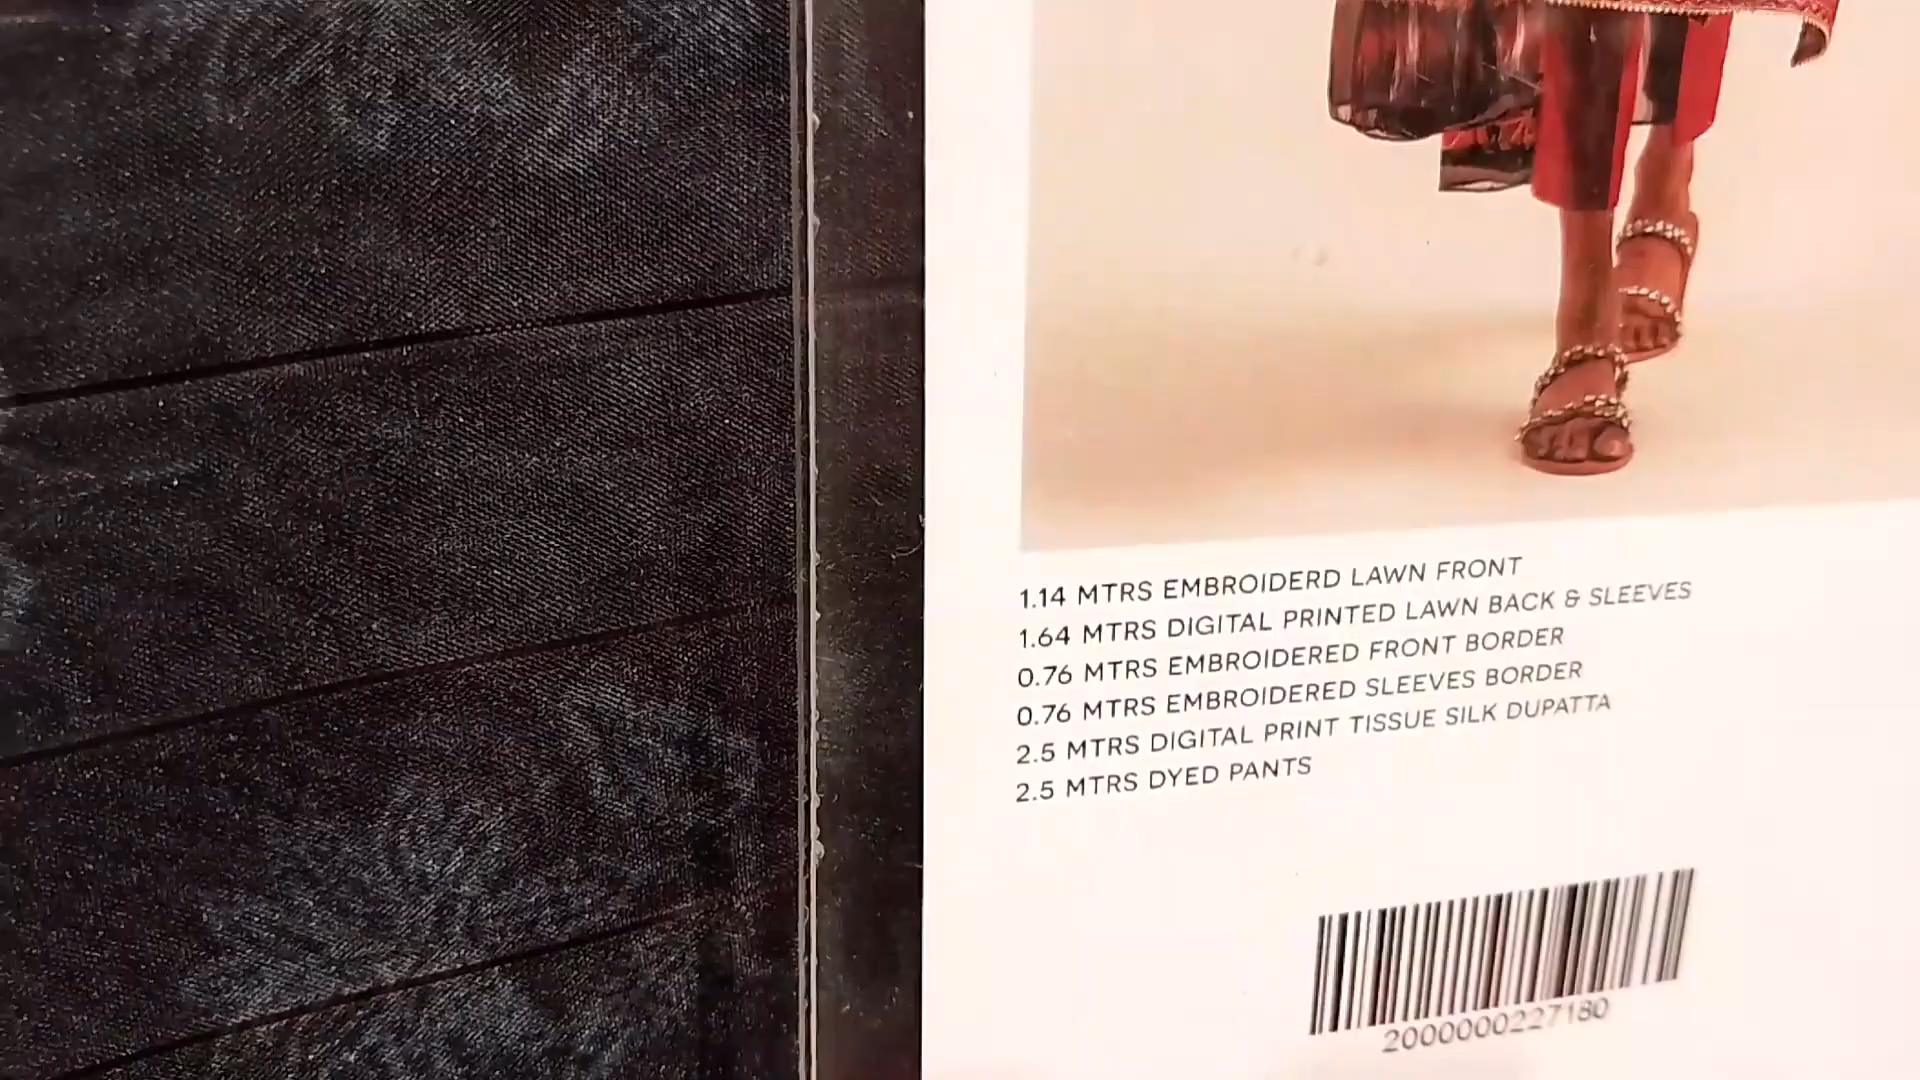 1.14 MTRS EMBROIDERD LAWN FRONT
1.64 MTRS DIGITAL PRINTED LAWN BACK & SLEEVES
0.76 MTRS EMBROIDERED FRONT BORDER
0.76 MTRS EMBROIDERED SLEEVES BORDER
2.5 MTRS DIGITAL PRINT TISSUE SILK DUPATTA
2.5 MTRS DYED PANTS
2000000227180